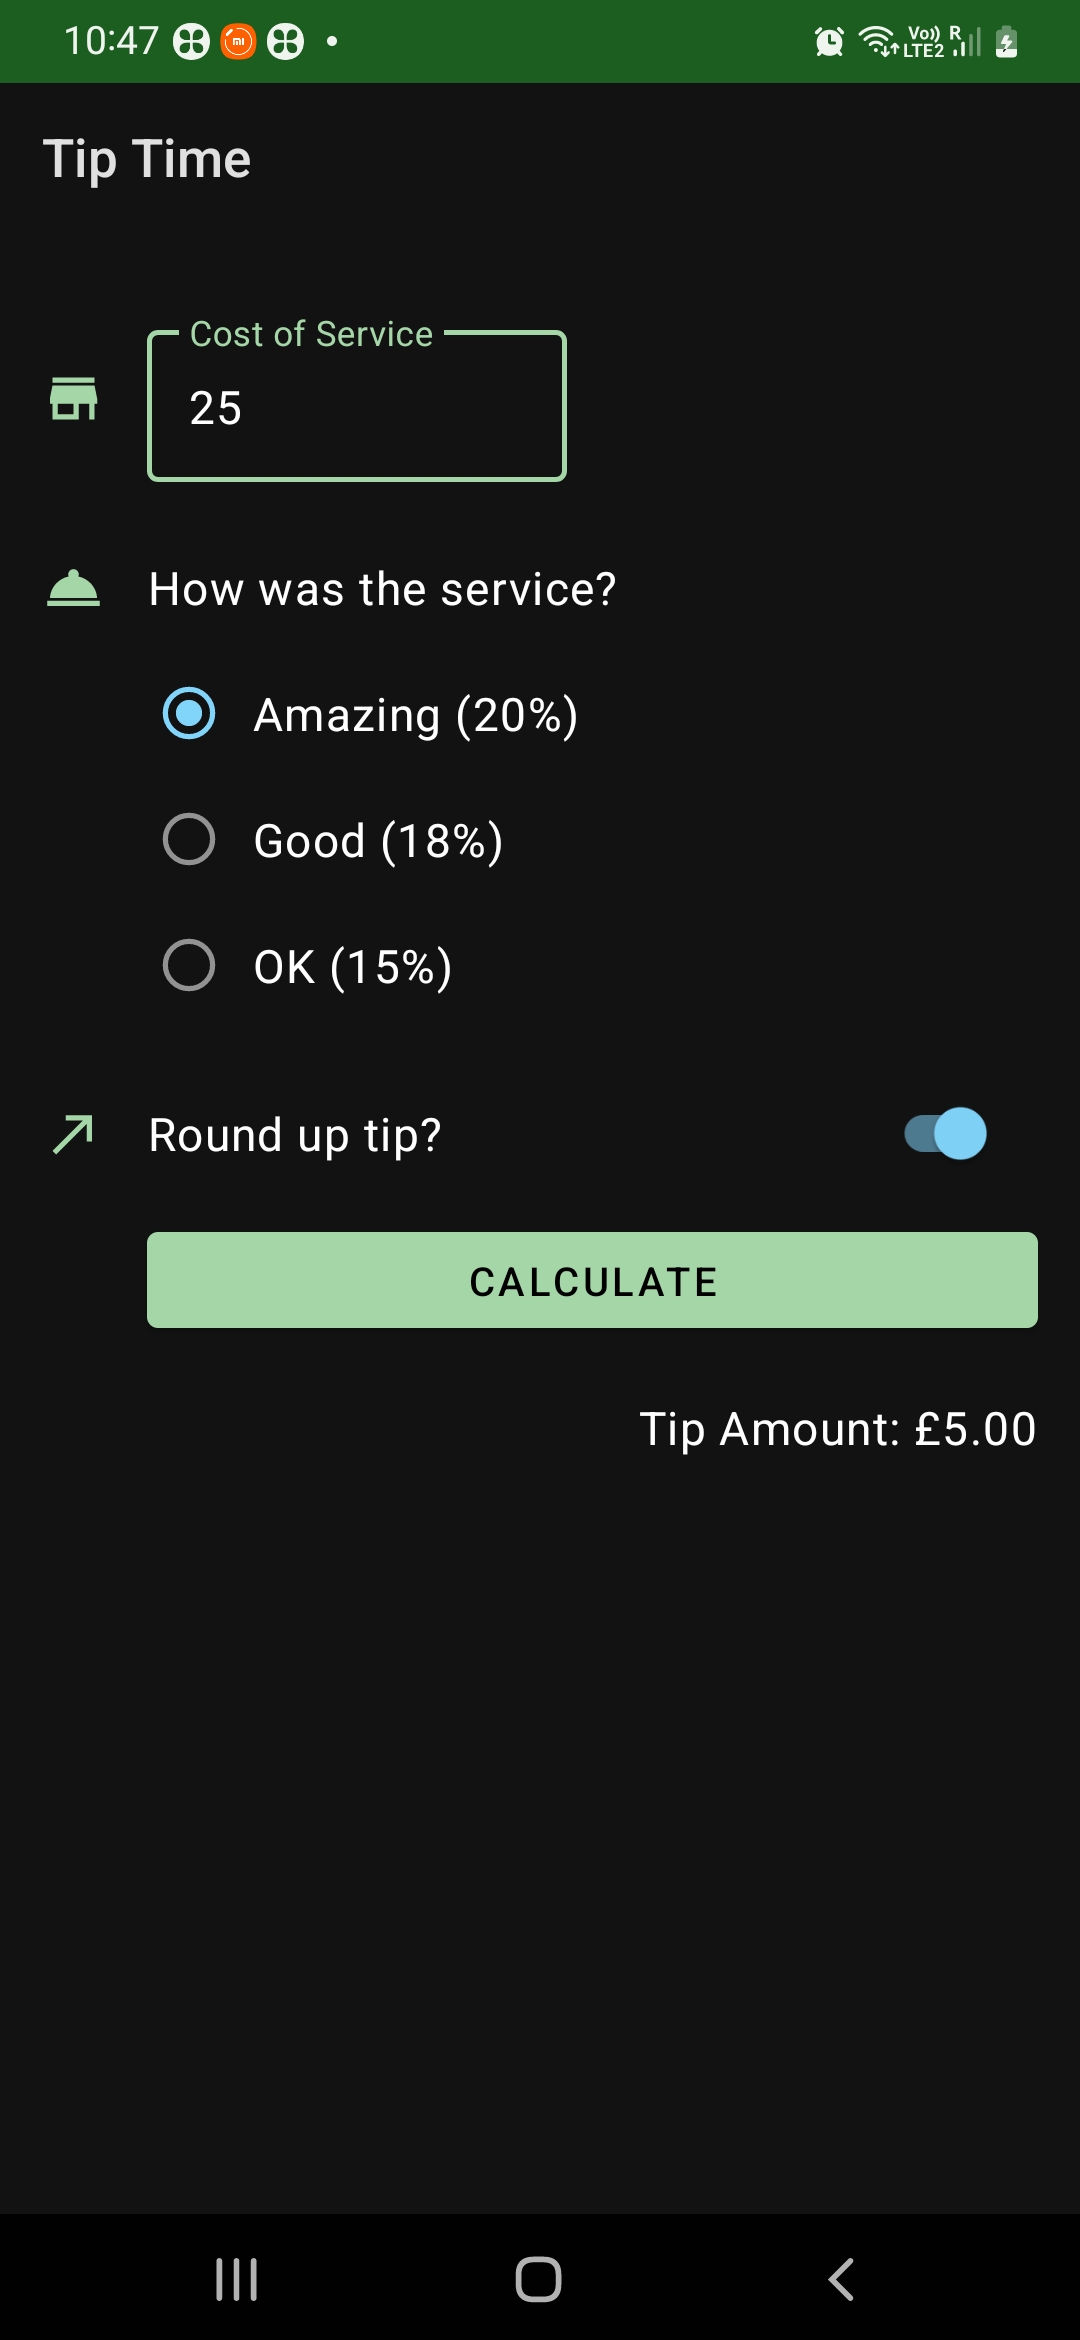 10:47 mi Vo)) R
LTE2
Tip Time
Cost of Service
25
How was the service?
Amazing (20%)
Good (18%)
OK (15%)
Round up tip?
CALCULATE
Tip Amount: £5.00